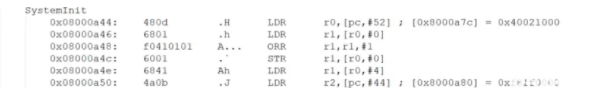 SystemInit
0x08000a44: 480d .H LDR r0,[pc,#52] ; [0x8000a7c] = 0x40021000
0x08000a46: 6801 .h LDR r1,[r0,#0]
0x08000a48: f0410101 A... ORR r1,r1,#1
0x08000a4c: 6001 .` STR r1,[r0,#0]
0x08000a4e: 6841 Ah LDR r1,[r0,#4]
0x08000a50: 4a0b .J LDR r2,[pc,#44] ; [0x8000a80] =